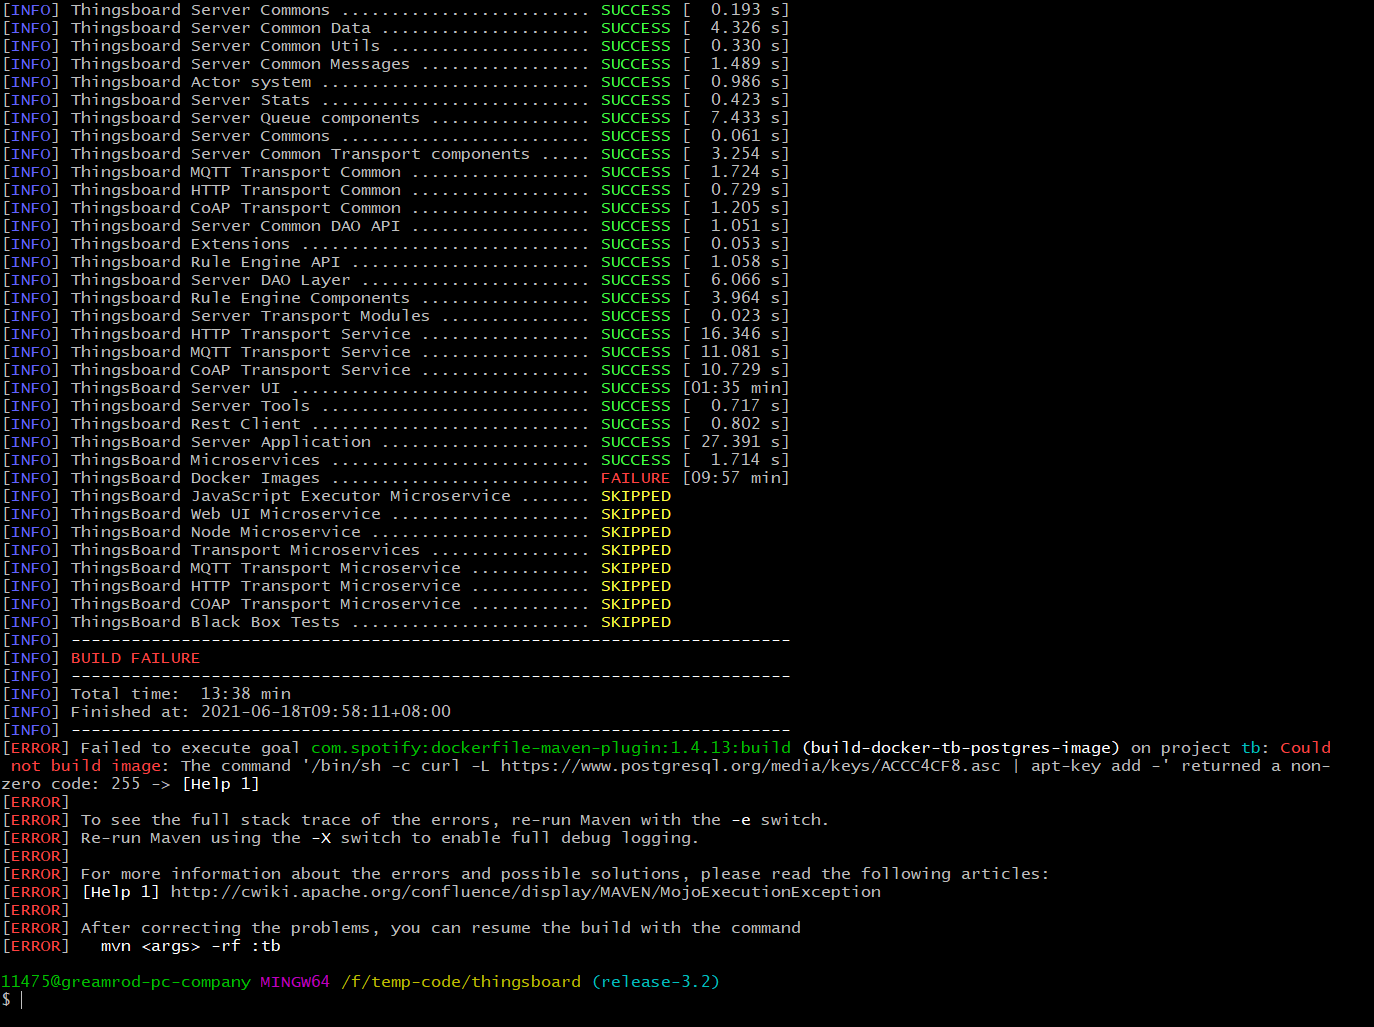 [INFO] Thingsboard Server Commons .......................... SUCCESS [  0.193 s]
[INFO] Thingsboard Server Common Data ..................... SUCCESS [  4.326 s]
[INFO] Thingsboard Server Common Utils .................... SUCCESS [  0.330 s]
[INFO] Thingsboard Server Common Messages ................. SUCCESS [  1.489 s]
[INFO] Thingsboard Actor system ........................... SUCCESS [  0.986 s]
[INFO] Thingsboard Server Stats ........................... SUCCESS [  0.423 s]
[INFO] Thingsboard Server Queue components ................ SUCCESS [  7.433 s]
[INFO] Thingsboard Server Commons ......................... SUCCESS [  0.061 s]
[INFO] Thingsboard Server Common Transport components ..... SUCCESS [  3.254 s]
[INFO] Thingsboard MQTT Transport Common .................. SUCCESS [  1.724 s]
[INFO] Thingsboard HTTP Transport Common .................. SUCCESS [  0.729 s]
[INFO] Thingsboard CoAP Transport Common .................. SUCCESS [  1.205 s]
[INFO] Thingsboard Server Common DAO API .................. SUCCESS [  1.051 s]
[INFO] Thingsboard Extensions ............................. SUCCESS [  0.053 s]
[INFO] Thingsboard Rule Engine API ........................ SUCCESS [  1.058 s]
[INFO] Thingsboard Server DAO Layer ....................... SUCCESS [  6.066 s]
[INFO] Thingsboard Rule Engine Components ................. SUCCESS [  3.964 s]
[INFO] Thingsboard Server Transport Modules ............... SUCCESS [  0.023 s]
[INFO] Thingsboard HTTP Transport Service ................. SUCCESS [ 16.346 s]
[INFO] Thingsboard MQTT Transport Service ................. SUCCESS [ 11.081 s]
[INFO] Thingsboard CoAP Transport Service ................. SUCCESS [ 10.729 s]
[INFO] ThingsBoard Server UI .............................. SUCCESS [01:35 min]
[INFO] ThingsBoard Server Tools ........................... SUCCESS [  0.717 s]
[INFO] ThingsBoard Rest Client ............................ SUCCESS [  0.802 s]
[INFO] ThingsBoard Server Application ..................... SUCCESS [ 27.391 s]
[INFO] ThingsBoard Microservices .......................... SUCCESS [  1.714 s]
[INFO] ThingsBoard Docker Images .......................... FAILURE [09:57 min]
[INFO] ThingsBoard JavaScript Executor Microservice ....... SKIPPED
[INFO] ThingsBoard Web UI Microservice .................... SKIPPED
[INFO] ThingsBoard Node Microservice ...................... SKIPPED
[INFO] ThingsBoard Transport Microservices ................ SKIPPED
[INFO] ThingsBoard MQTT Transport Microservice ............ SKIPPED
[INFO] ThingsBoard HTTP Transport Microservice ............ SKIPPED
[INFO] ThingsBoard COAP Transport Microservice ............ SKIPPED
[INFO] ThingsBoard Black Box Tests ........................ SKIPPED
[INFO] ------------------------------------------------------------------------
[INFO] BUILD FAILURE
[INFO] ------------------------------------------------------------------------
[INFO] Total time:  13:38 min
[INFO] Finished at: 2021-06-18T09:58:11+08:00
[INFO] ------------------------------------------------------------------------
[ERROR] Failed to execute goal com.spotify:dockerfile-maven-plugin:1.4.13:build (build-docker-tb-postgres-image) on project tb: Could
 not build image: The command '/bin/sh -c curl -L https://www.postgresql.org/media/keys/ACCC4CF8.asc | apt-key add -' returned a non-
zero code: 255 -> [Help 1]
[ERROR]
[ERROR] To see the full stack trace of the errors, re-run Maven with the -e switch.
[ERROR] Re-run Maven using the -X switch to enable full debug logging.
[ERROR]
[ERROR] For more information about the errors and possible solutions, please read the following articles:
[ERROR] [Help 1] http://cwiki.apache.org/confluence/display/MAVEN/MojoExecutionException
[ERROR]
[ERROR] After correcting the problems, you can resume the build with the command
[ERROR]   mvn <args> -rf :tb
11475@greamrod-pc-company MINGW64 /f/temp-code/thingsboard (release-3.2)
$